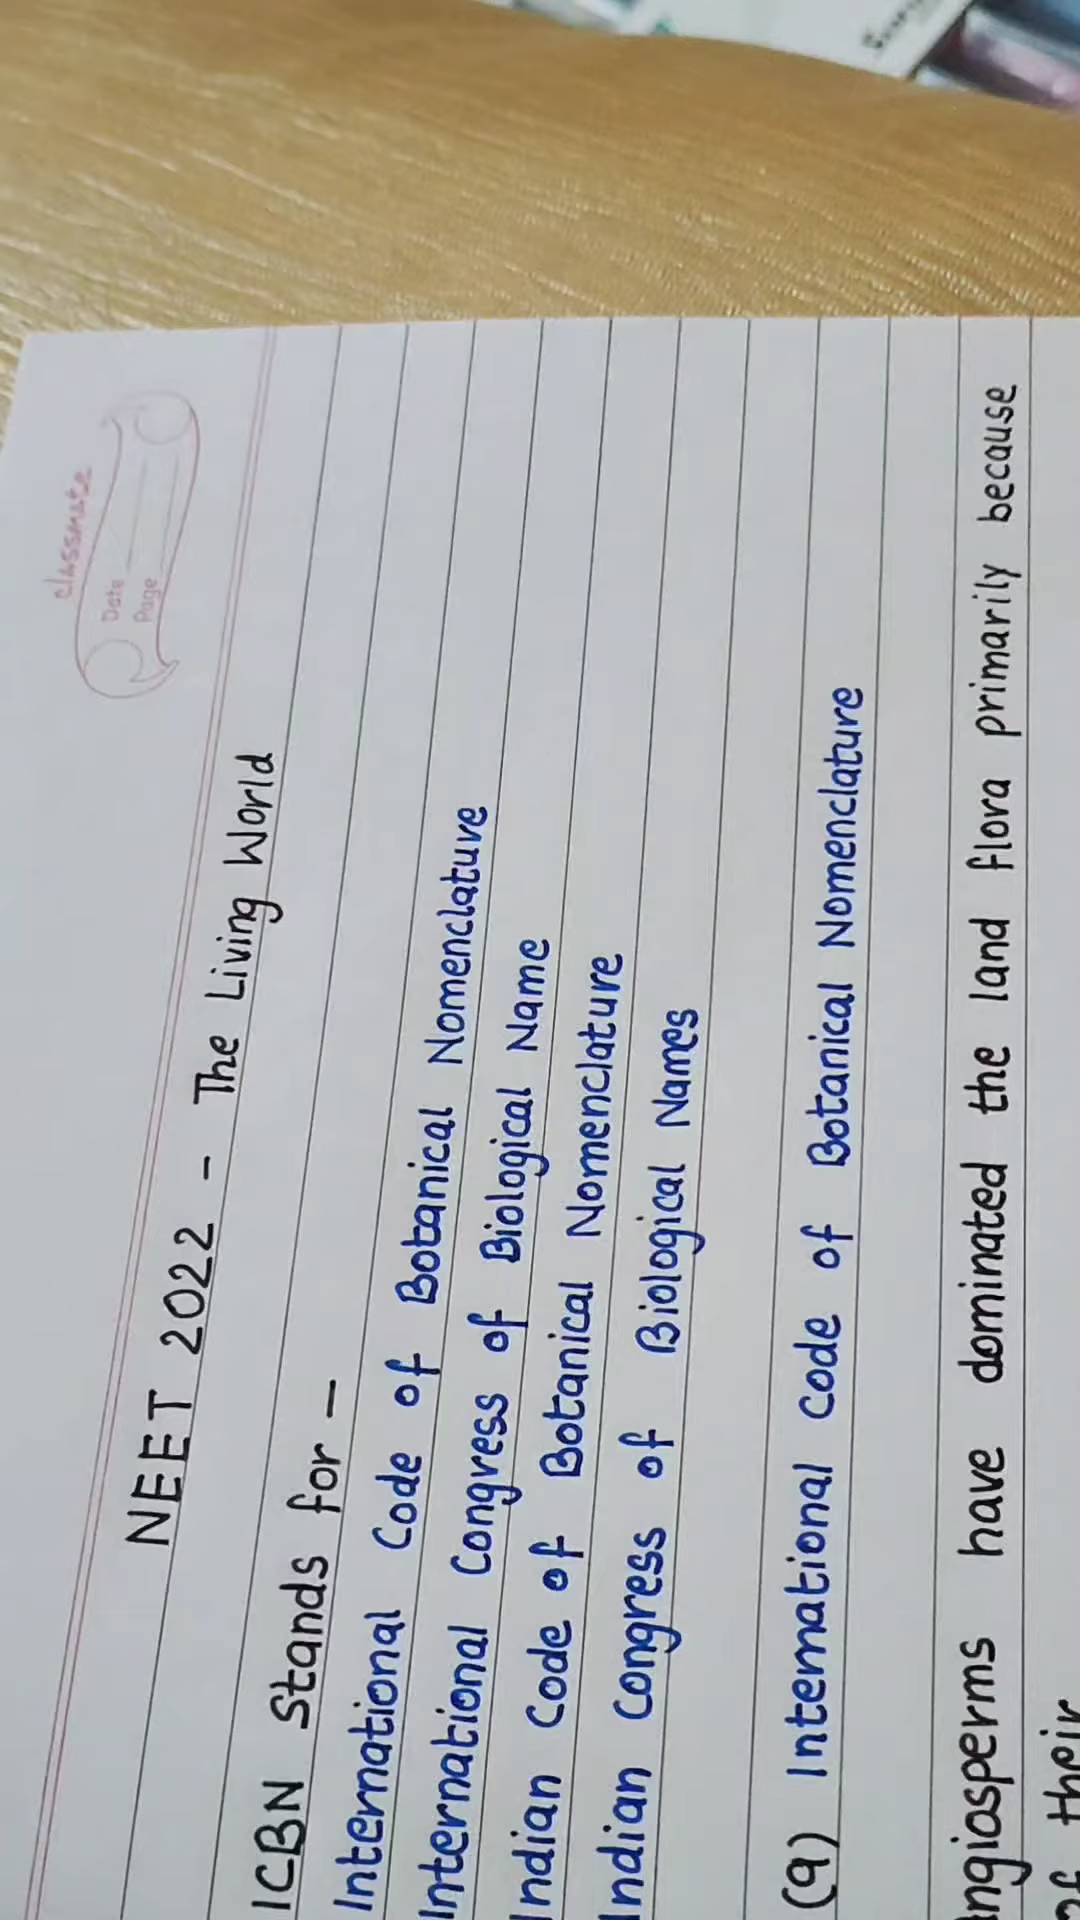 classmate
Date
Page
NEET 2022 - The Living World
ICBN Stands for -
International Code of Botanical Nomenclature
International Congress of Biological Name
Indian Code of Botanical Nomenclature
Indian Congress of Biological Names
(a) International Code of Botanical Nomenclature
ngiosperms have dominated the land flora primarily because
of their